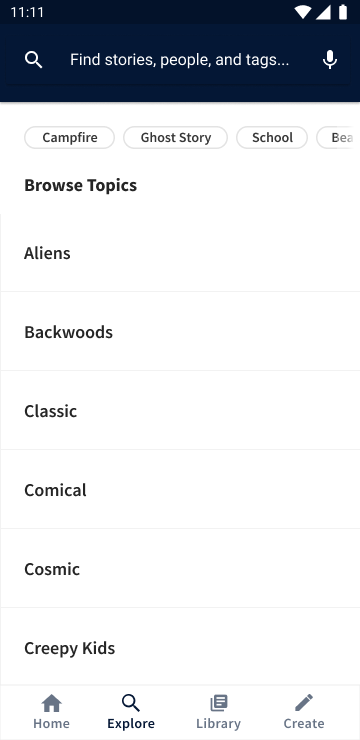 11:11
Find stories, people, and tags...
Campfire Ghost Story School
Browse Topics
Aliens
Backwoods
Classic
Comical
Cosmic
Creepy Kids
Home Explore Library Create